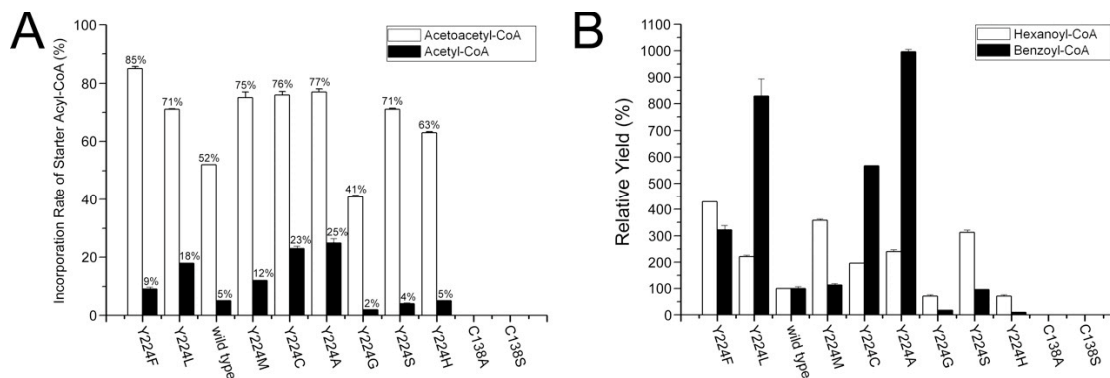 A
Incorporation Rate of Starter Acyl-CoA (%)
100
80
60
40
20
0
Acetoacetyl-CoA
Acetyl-CoA
85%
9%
71%
18%
52%
5%
75%
12%
76%
23%
77%
25%
41%
2%
71%
4%
63%
5%
Y224F
Y224L
wild type
Y224M
Y224C
Y224A
Y224G
Y224S
Y224H
C138A
C138S
B
Relative Yield (%)
1100
1000
900
800
700
600
500
400
300
200
100
0
Hexanoyl-CoA
Benzoyl-CoA
Y224F
Y224L
wild type
Y224M
Y224C
Y224A
Y224G
Y224S
Y224H
C138A
C138S